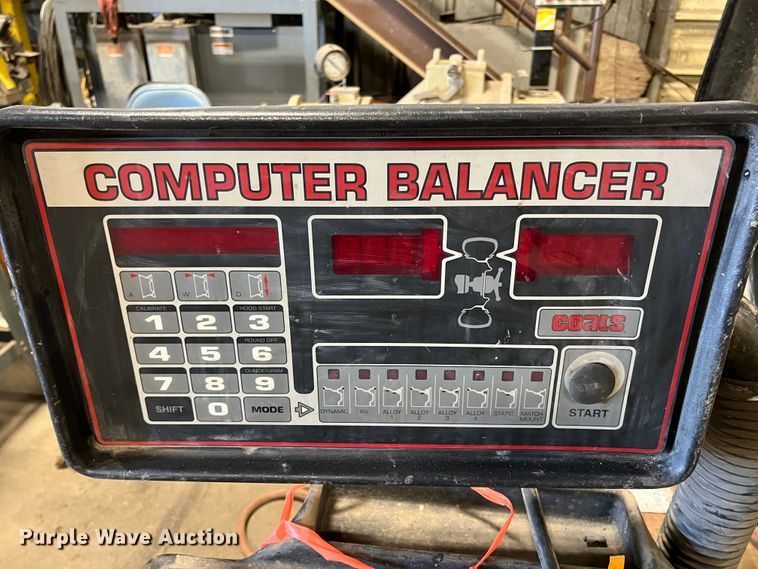 COMPUTER BALANCER
A W D
CALIBRATE HOOD START
1 2 3
ROUND OFF
4 5 6
OUNCE/GRAM
7 8 9
SHIFT 0 MODE
coats
DYNAMIC RV ALLOY 1 ALLOY 2 ALLOY 3 ALLOY 4 STATIC MATCH MOUNT
START
Purple Wave Auction